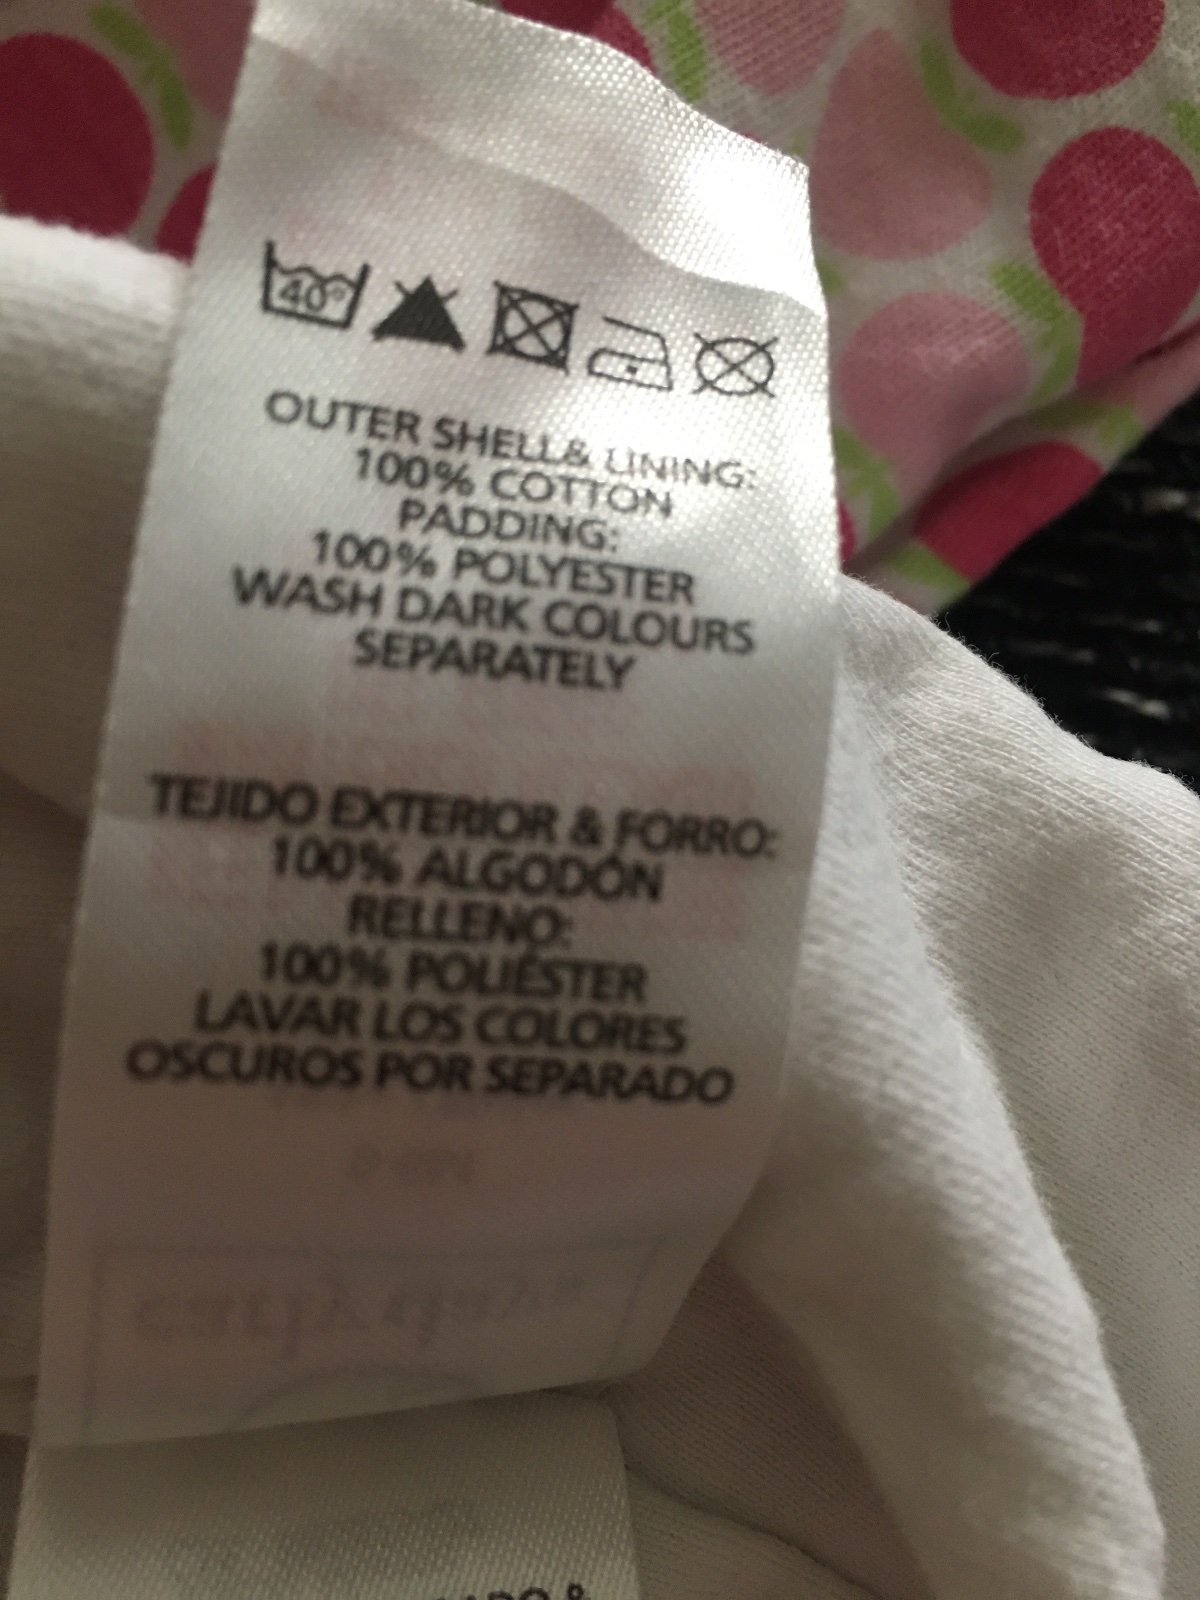 40°
OUTER SHELL& LINING:
100% COTTON
PADDING:
100% POLYESTER
WASH DARK COLOURS
SEPARATELY
TEJIDO EXTERIOR & FORRO:
100% ALGODÓN
RELLENO:
100% POLIÉSTER
LAVAR LOS COLORES
OSCUROS POR SEPARADO